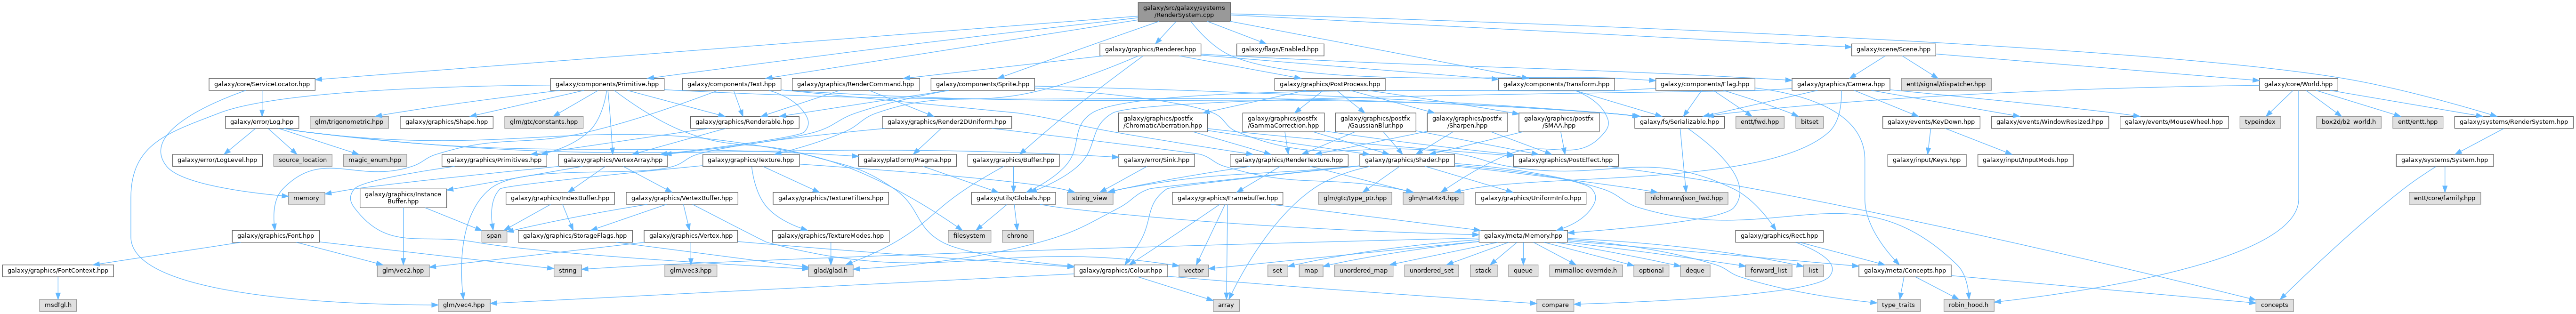 galaxy/src/galaxy/systems
/RenderSystem.cpp
galaxy/graphics/Renderer.hpp
galaxy/flags/Enabled.hpp
galaxy/scene/Scene.hpp
galaxy/core/ServiceLocator.hpp
galaxy/components/Primitive.hpp
galaxy/components/Text.hpp
galaxy/graphics/RenderCommand.hpp
galaxy/components/Sprite.hpp
galaxy/graphics/PostProcess.hpp
galaxy/components/Transform.hpp
galaxy/components/Flag.hpp
galaxy/graphics/Camera.hpp
entt/signal/dispatcher.hpp
galaxy/core/World.hpp
galaxy/error/Log.hpp
glm/trigonometric.hpp
galaxy/graphics/Shape.hpp
glm/gtc/constants.hpp
galaxy/graphics/Renderable.hpp
galaxy/graphics/Render2DUniform.hpp
galaxy/graphics/postfx
/ChromaticAberration.hpp
galaxy/graphics/postfx
/GammaCorrection.hpp
galaxy/graphics/postfx
/GaussianBlur.hpp
galaxy/graphics/postfx
/Sharpen.hpp
galaxy/graphics/postfx
/SMAA.hpp
galaxy/fs/Serializable.hpp
entt/fwd.hpp
bitset
galaxy/events/KeyDown.hpp
galaxy/events/WindowResized.hpp
galaxy/events/MouseWheel.hpp
typeindex
box2d/b2_world.h
entt/entt.hpp
galaxy/systems/RenderSystem.hpp
galaxy/error/LogLevel.hpp
source_location
magic_enum.hpp
galaxy/graphics/Primitives.hpp
galaxy/graphics/VertexArray.hpp
galaxy/graphics/Texture.hpp
galaxy/platform/Pragma.hpp
galaxy/graphics/Buffer.hpp
galaxy/error/Sink.hpp
galaxy/graphics/RenderTexture.hpp
galaxy/graphics/Shader.hpp
galaxy/graphics/PostEffect.hpp
galaxy/input/Keys.hpp
galaxy/input/InputMods.hpp
galaxy/systems/System.hpp
memory
galaxy/graphics/Instance
Buffer.hpp
galaxy/graphics/IndexBuffer.hpp
galaxy/graphics/VertexBuffer.hpp
galaxy/graphics/TextureFilters.hpp
galaxy/utils/Globals.hpp
string_view
galaxy/graphics/Framebuffer.hpp
glm/gtc/type_ptr.hpp
glm/mat4x4.hpp
galaxy/graphics/UniformInfo.hpp
nlohmann/json_fwd.hpp
entt/core/family.hpp
galaxy/graphics/Font.hpp
span
galaxy/graphics/StorageFlags.hpp
galaxy/graphics/Vertex.hpp
galaxy/graphics/TextureModes.hpp
filesystem
chrono
galaxy/meta/Memory.hpp
galaxy/graphics/Rect.hpp
galaxy/graphics/FontContext.hpp
glm/vec2.hpp
string
glm/vec3.hpp
glad/glad.h
galaxy/graphics/Colour.hpp
vector
set
map
unordered_map
unordered_set
stack
queue
mimalloc-override.h
optional
deque
forward_list
list
galaxy/meta/Concepts.hpp
msdfgl.h
glm/vec4.hpp
array
compare
type_traits
robin_hood.h
concepts